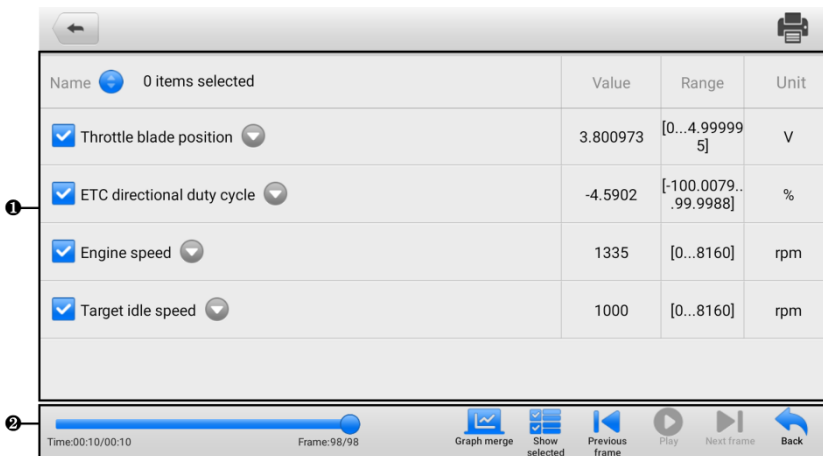 Name 0 items selected Value Range Unit
Throttle blade position 3.800973 [0...4.99999
5] V
ETC directional duty cycle -4.5902 [-100.0079..
.99.9988] %
Engine speed 1335 [0...8160] rpm
Target idle speed 1000 [0...8160] rpm
❶
❷
Time:00:10/00:10 Frame:98/98 Graph merge Show
selected Previous
frame Play Next frame Back